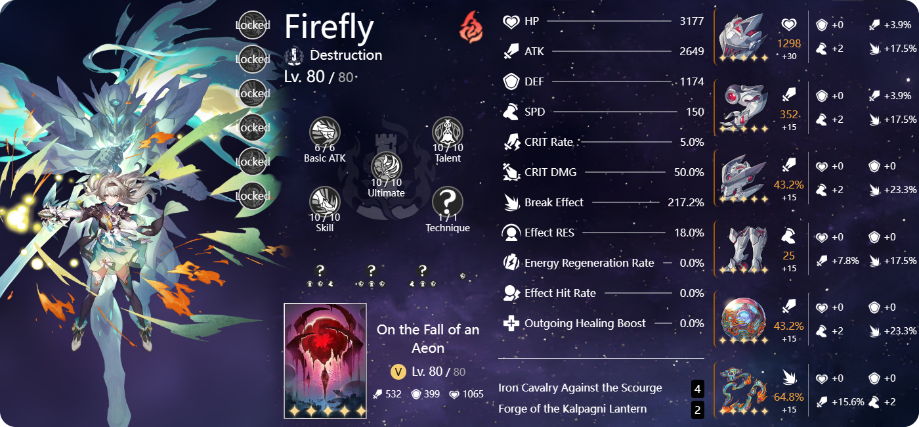 Locked
Locked
Locked
Locked
Locked
Locked
Firefly
Destruction
Lv. 80 / 80
6 / 6
Basic ATK
10 / 10
Talent
10 / 10
Ultimate
10 / 10
Skill
?
1 / 1
Technique
? ? ?
On the Fall of an
Aeon
V Lv. 80 / 80
532 399 1065
HP 3177
ATK 2649
DEF 1174
SPD 150
CRIT Rate 5.0%
CRIT DMG 50.0%
Break Effect 217.2%
Effect RES 18.0%
Energy Regeneration Rate 0.0%
Effect Hit Rate 0.0%
Outgoing Healing Boost 0.0%
Iron Cavalry Against the Scourge 4
Forge of the Kalpagni Lantern 2
1298
+30
+0 +3.9%
+2 +17.5%
352
+15
+0 +3.9%
+2 +17.5%
43.2%
+15
+0 +0
+2 +23.3%
25
+15
+0 +0
+7.8% +17.5%
43.2%
+15
+0 +0
+2 +23.3%
64.8%
+15
+0 +0
+15.6% +2